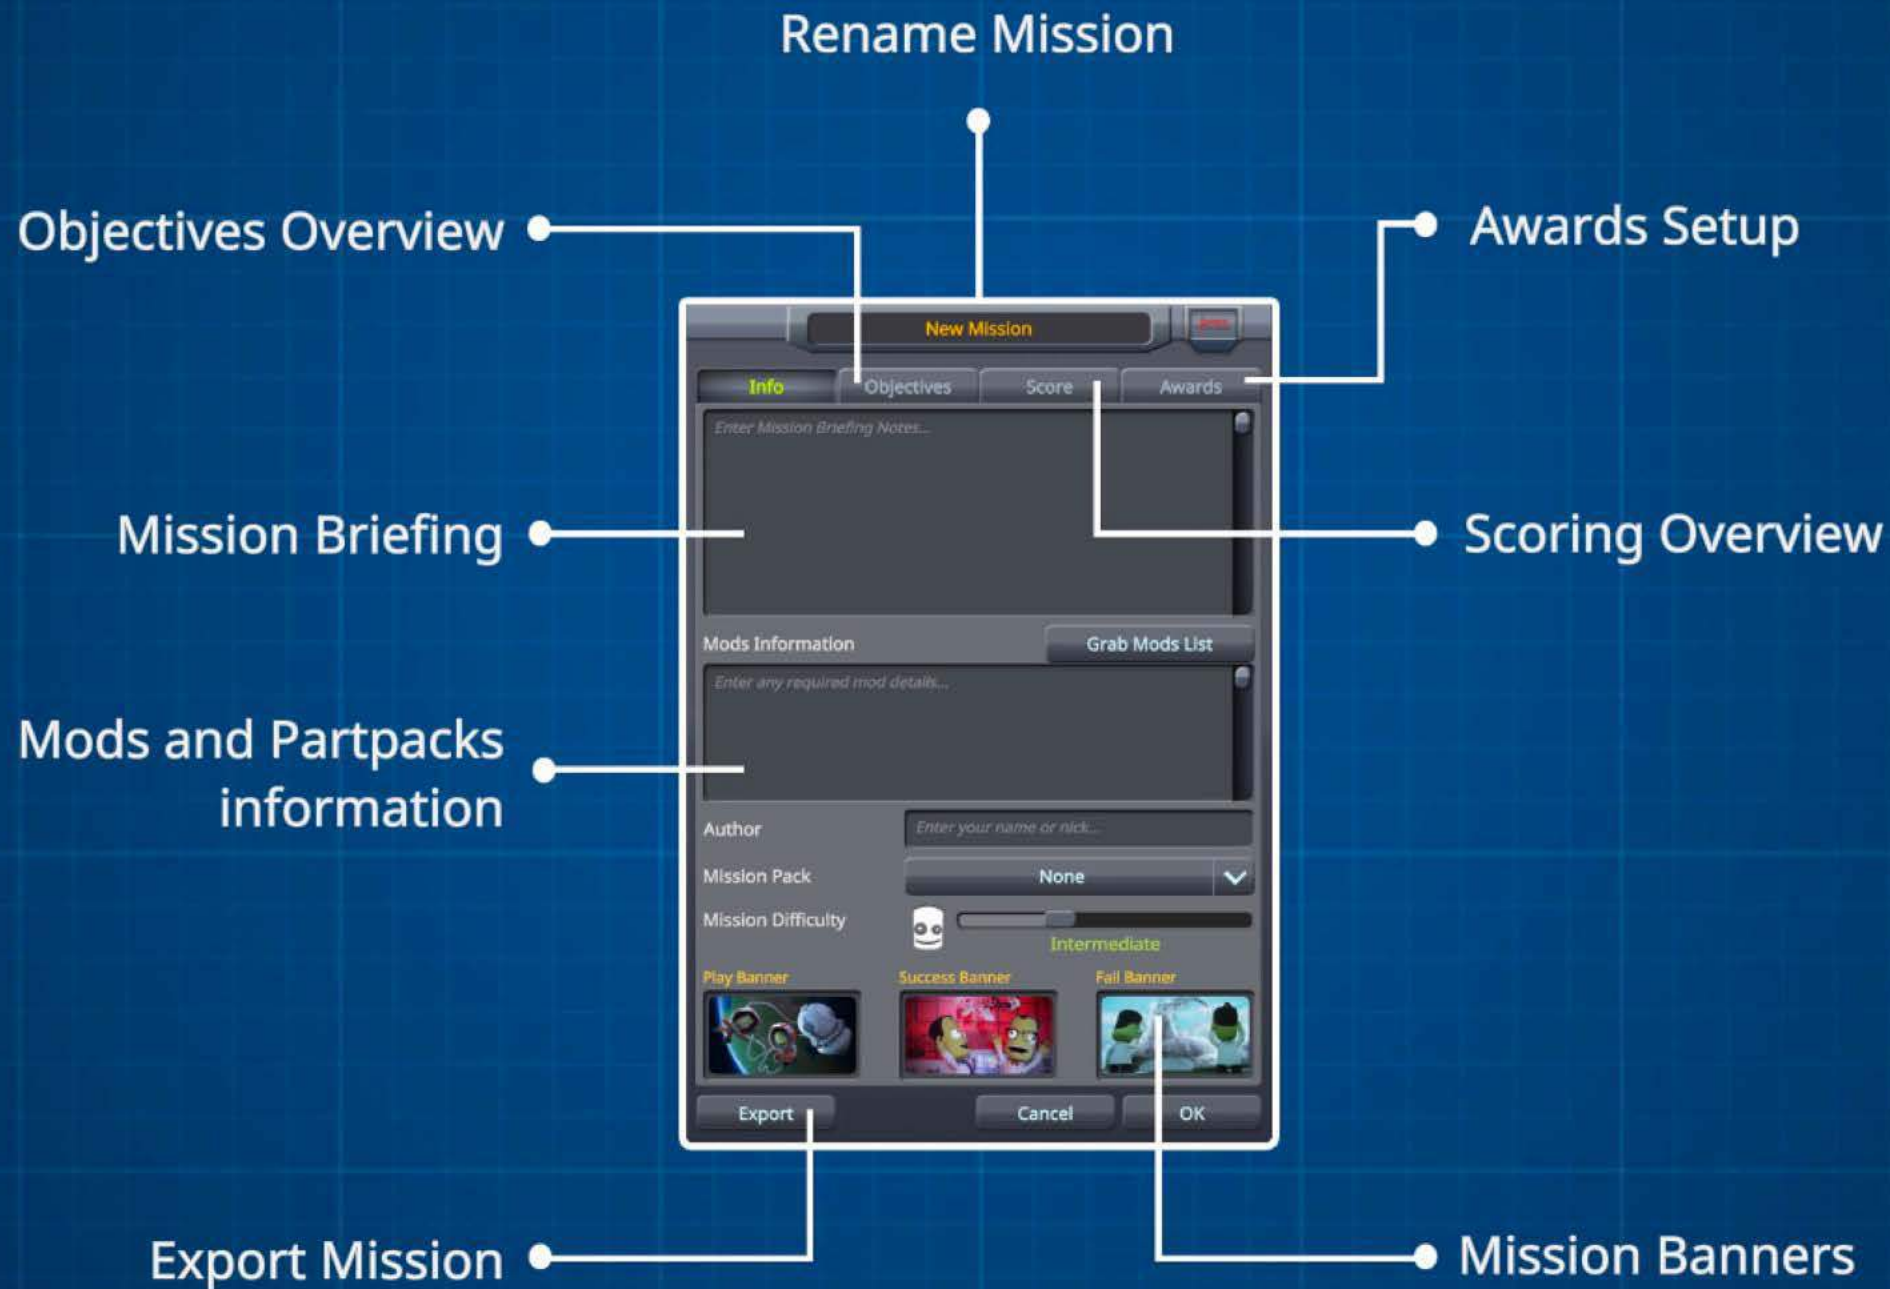 Rename Mission
Objectives Overview
Awards Setup
New Mission
Info
Objectives
Score
Awards
Enter Mission Briefing Notes...
Mission Briefing
Scoring Overview
Mods Information
Grab Mods List
Enter any required mod details...
Mods and Partpacks
information
Author
Enter your name or nick...
Mission Pack
None
Mission Difficulty
Intermediate
Play Banner
Success Banner
Fail Banner
Export
Cancel
OK
Export Mission
Mission Banners